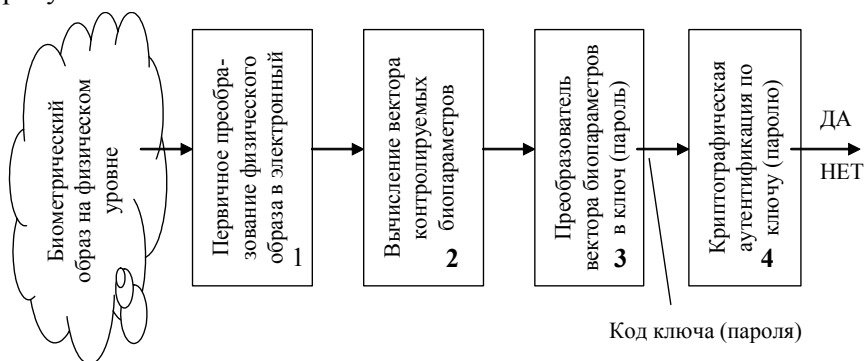 Биометрический
образ на физическом
уровне
Первичное преобра-
зование физического
образа в электронный
1
Вычисление вектора
контролируемых
биопараметров
2
Преобразователь
вектора биопараметров
в ключ (пароль)
3
Криптографическая
аутентификация по
ключу (паролю)
4
ДА
НЕТ
Код ключа (пароля)